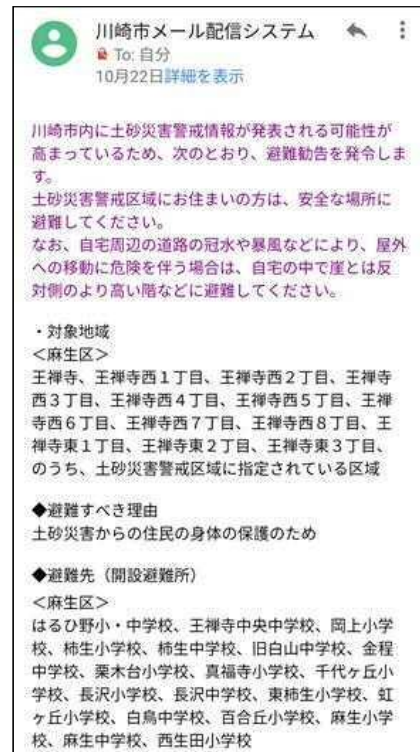 川崎市メール配信システム
To: 自分
10月22日詳細を表示
川崎市内に土砂災害警戒情報が発表される可能性が
高まっているため、次のとおり、避難勧告を発令しま
す。
土砂災害警戒区域にお住まいの方は、安全な場所に
避難してください。
なお、自宅周辺の道路の冠水や暴風などにより、屋外
への移動に危険を伴う場合は、自宅の中で崖とは反
対側のより高い階などに避難してください。
・対象地域
＜麻生区＞
王禅寺、王禅寺西１丁目、王禅寺西２丁目、王禅寺
西３丁目、王禅寺西４丁目、王禅寺西５丁目、王禅
寺西６丁目、王禅寺西７丁目、王禅寺西８丁目、王
禅寺東１丁目、王禅寺東２丁目、王禅寺東３丁目、
のうち、土砂災害警戒区域に指定されている区域
◆避難すべき理由
土砂災害からの住民の身体の保護のため
◆避難先（開設避難所）
＜麻生区＞
はるひ野小・中学校、王禅寺中央中学校、岡上小学
校、柿生小学校、柿生中学校、旧白山中学校、金程
中学校、栗木台小学校、真福寺小学校、千代ヶ丘小
学校、長沢小学校、長沢中学校、東柿生小学校、虹
ヶ丘小学校、白鳥中学校、百合丘小学校、麻生小学
校、麻生中学校、西生田小学校